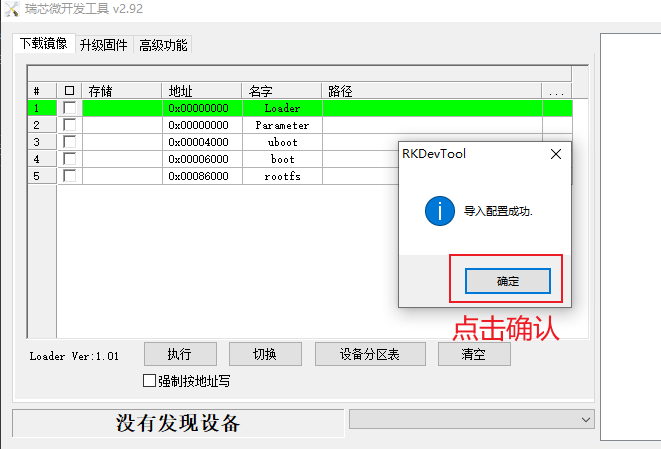 瑞芯微开发工具 v2.92
下载镜像 升级固件 高级功能
# 存储 地址 名字 路径 ...
1 0x00000000 Loader
2 0x00000000 Parameter
3 0x00004000 uboot
4 0x00006000 boot
5 0x00086000 rootfs
RKDevTool
导入配置成功.
确定
点击确认
Loader Ver:1.01 执行 切换 设备分区表 清空
强制按地址写
没有发现设备